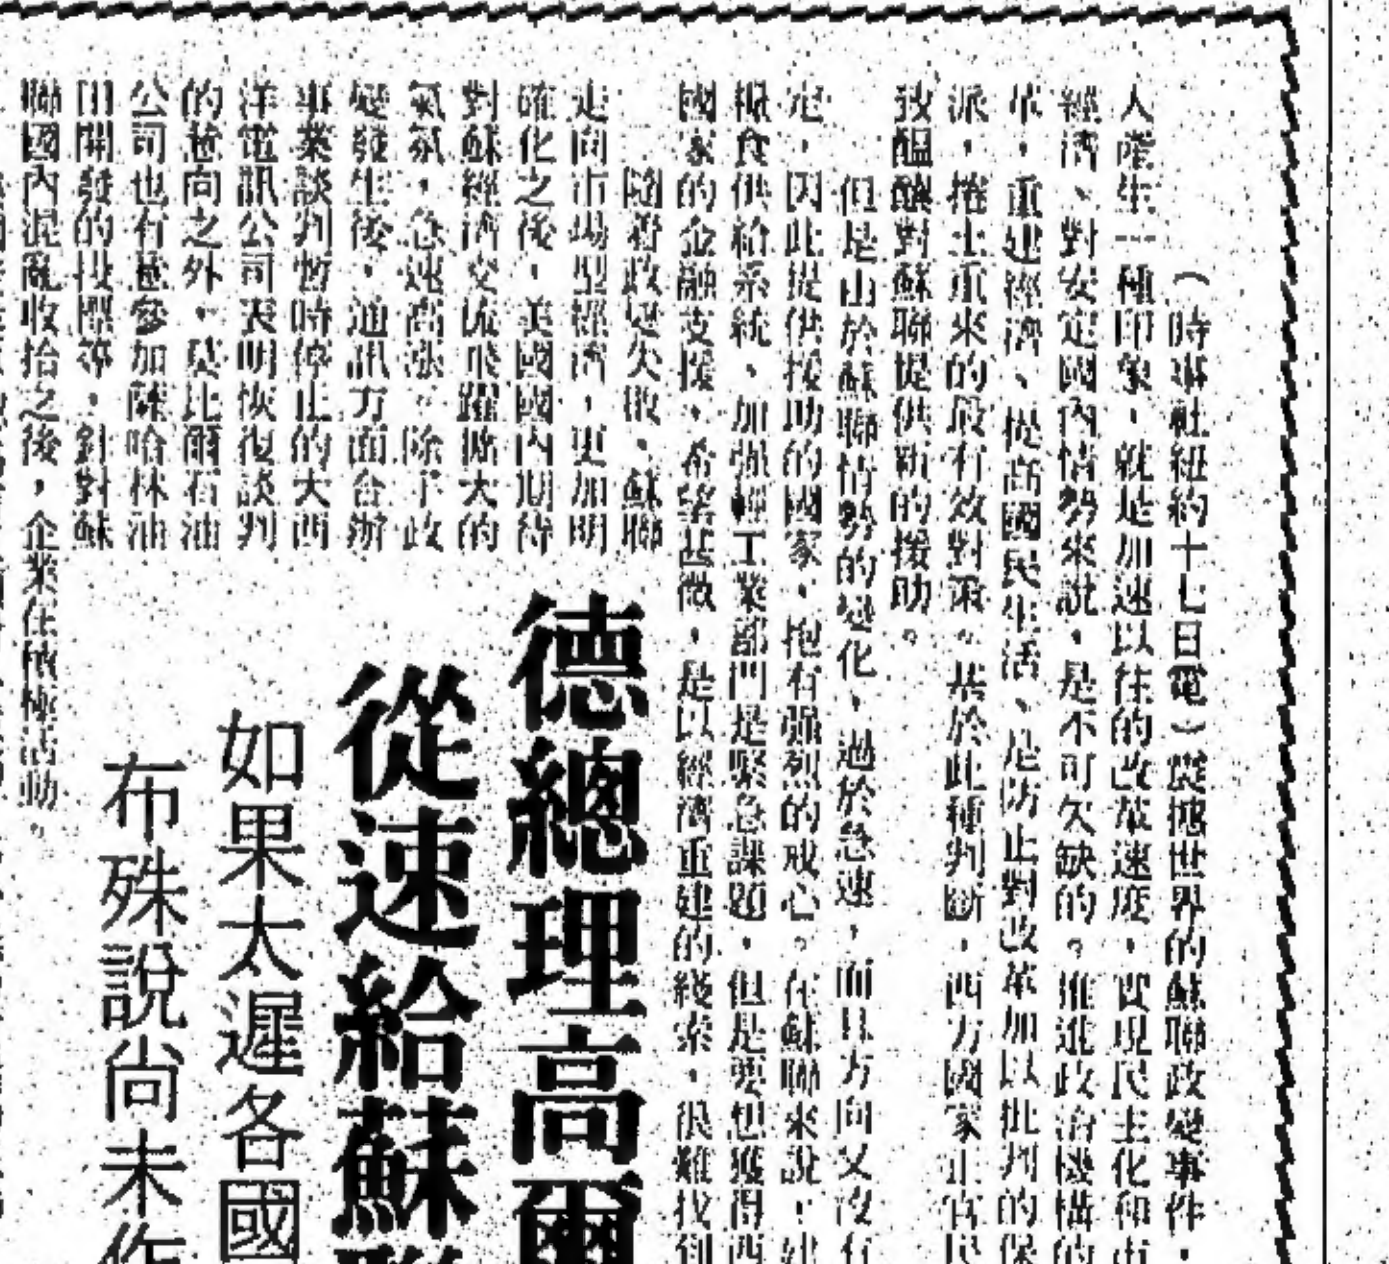 （時事社紐約十七日電）從撼世界的蘇聯政變事件，
人產生一種印象，就是加速以往的改革速度，實現民主化和市
經濟、對安定國內情勢來說，是不可欠缺的。推進政治機構的
革，重建經濟、提高國民生活、是防止對改革加以批判的保
派，捲土重來的最有效對策。基於此種判斷，西方國家正官民
致醞釀對蘇聯提供新的援助。
但是由於蘇聯情勢的變化，過於急速，而且方向又沒有
定，因此提供援助的國家，抱有强烈的戒心。在蘇聯來說，建
糧食供給系統、加强輕工業部門是緊急課題，但是要想獲得西
國家的金融支援，希望甚微，是以經濟重建的綫索，很難找到
隨着政變失敗，蘇聯
走向市場型經濟，更加明
確化之後，美國國內期待
對蘇經濟交流飛躍擴大的
氣氛，急速高漲。除了政
變發生後，通訊方面合辦
事業談判暫時停止的大西
洋電訊公司表明恢復談判
的意向之外，莫比爾石油
公司也有意參加薩哈林油
田開發的投標等，針對蘇
聯國內混亂收拾之後，企業在積極活動。
德總理高爾
從速給蘇聯
如果太遲各國
布殊說尚未作